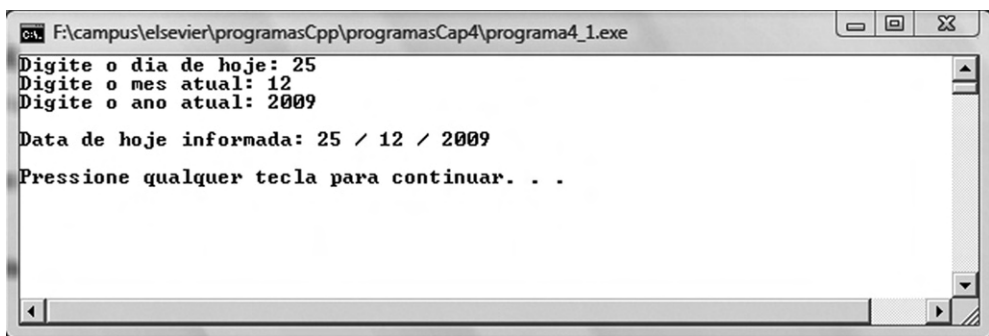 F:\campus\elsevier\programasCpp\programasCap4\programa4_1.exe
Digite o dia de hoje: 25
Digite o mes atual: 12
Digite o ano atual: 2009
Data de hoje informada: 25 / 12 / 2009
Pressione qualquer tecla para continuar. . .